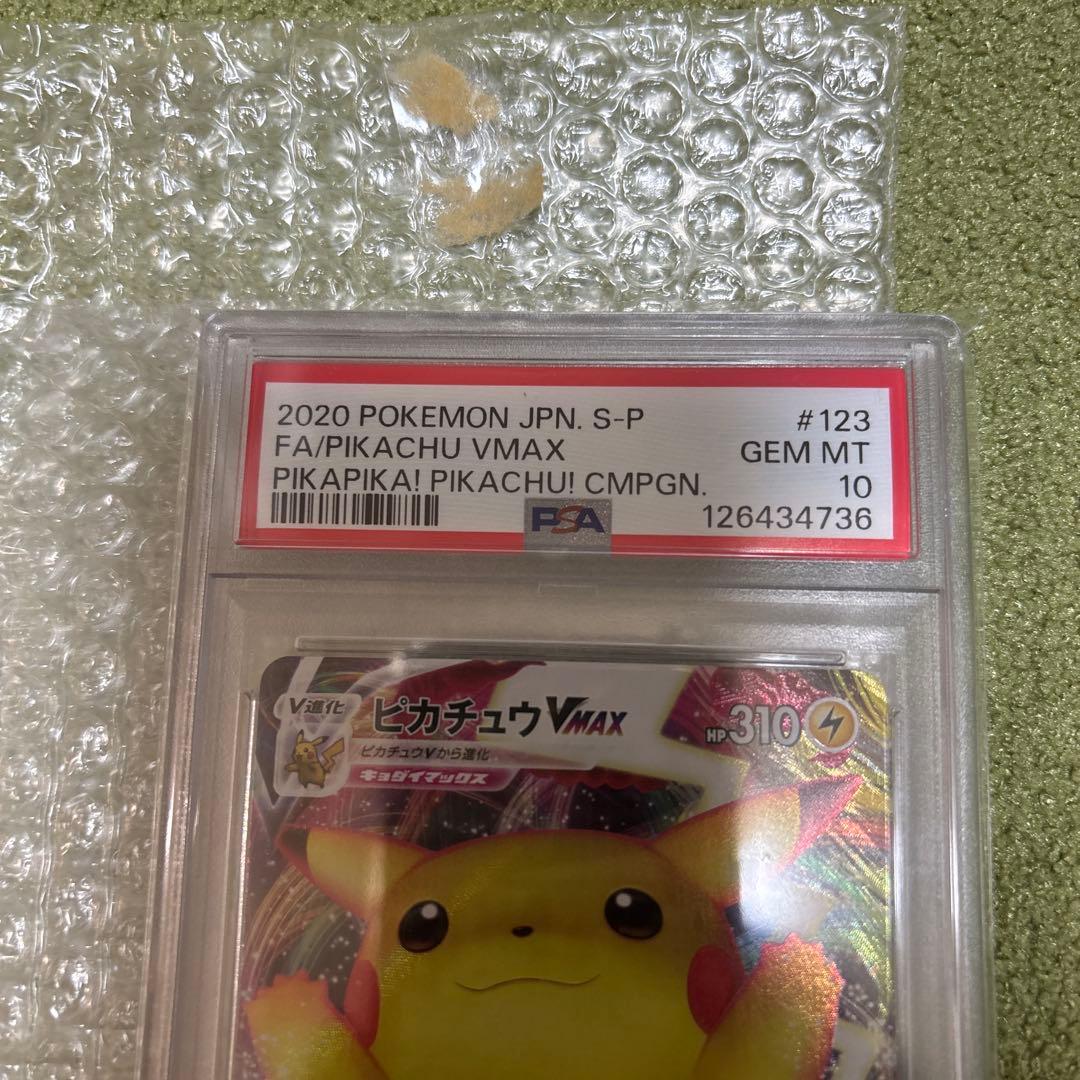 2020 POKEMON JPN. S-P #123
FA/PIKACHU VMAX GEM MT
PIKAPIKA! PIKACHU! CMPGN. 10
PSA 126434736
V進化 ピカチュウVMAX HP310
ピカチュウVから進化
キョダイマックス